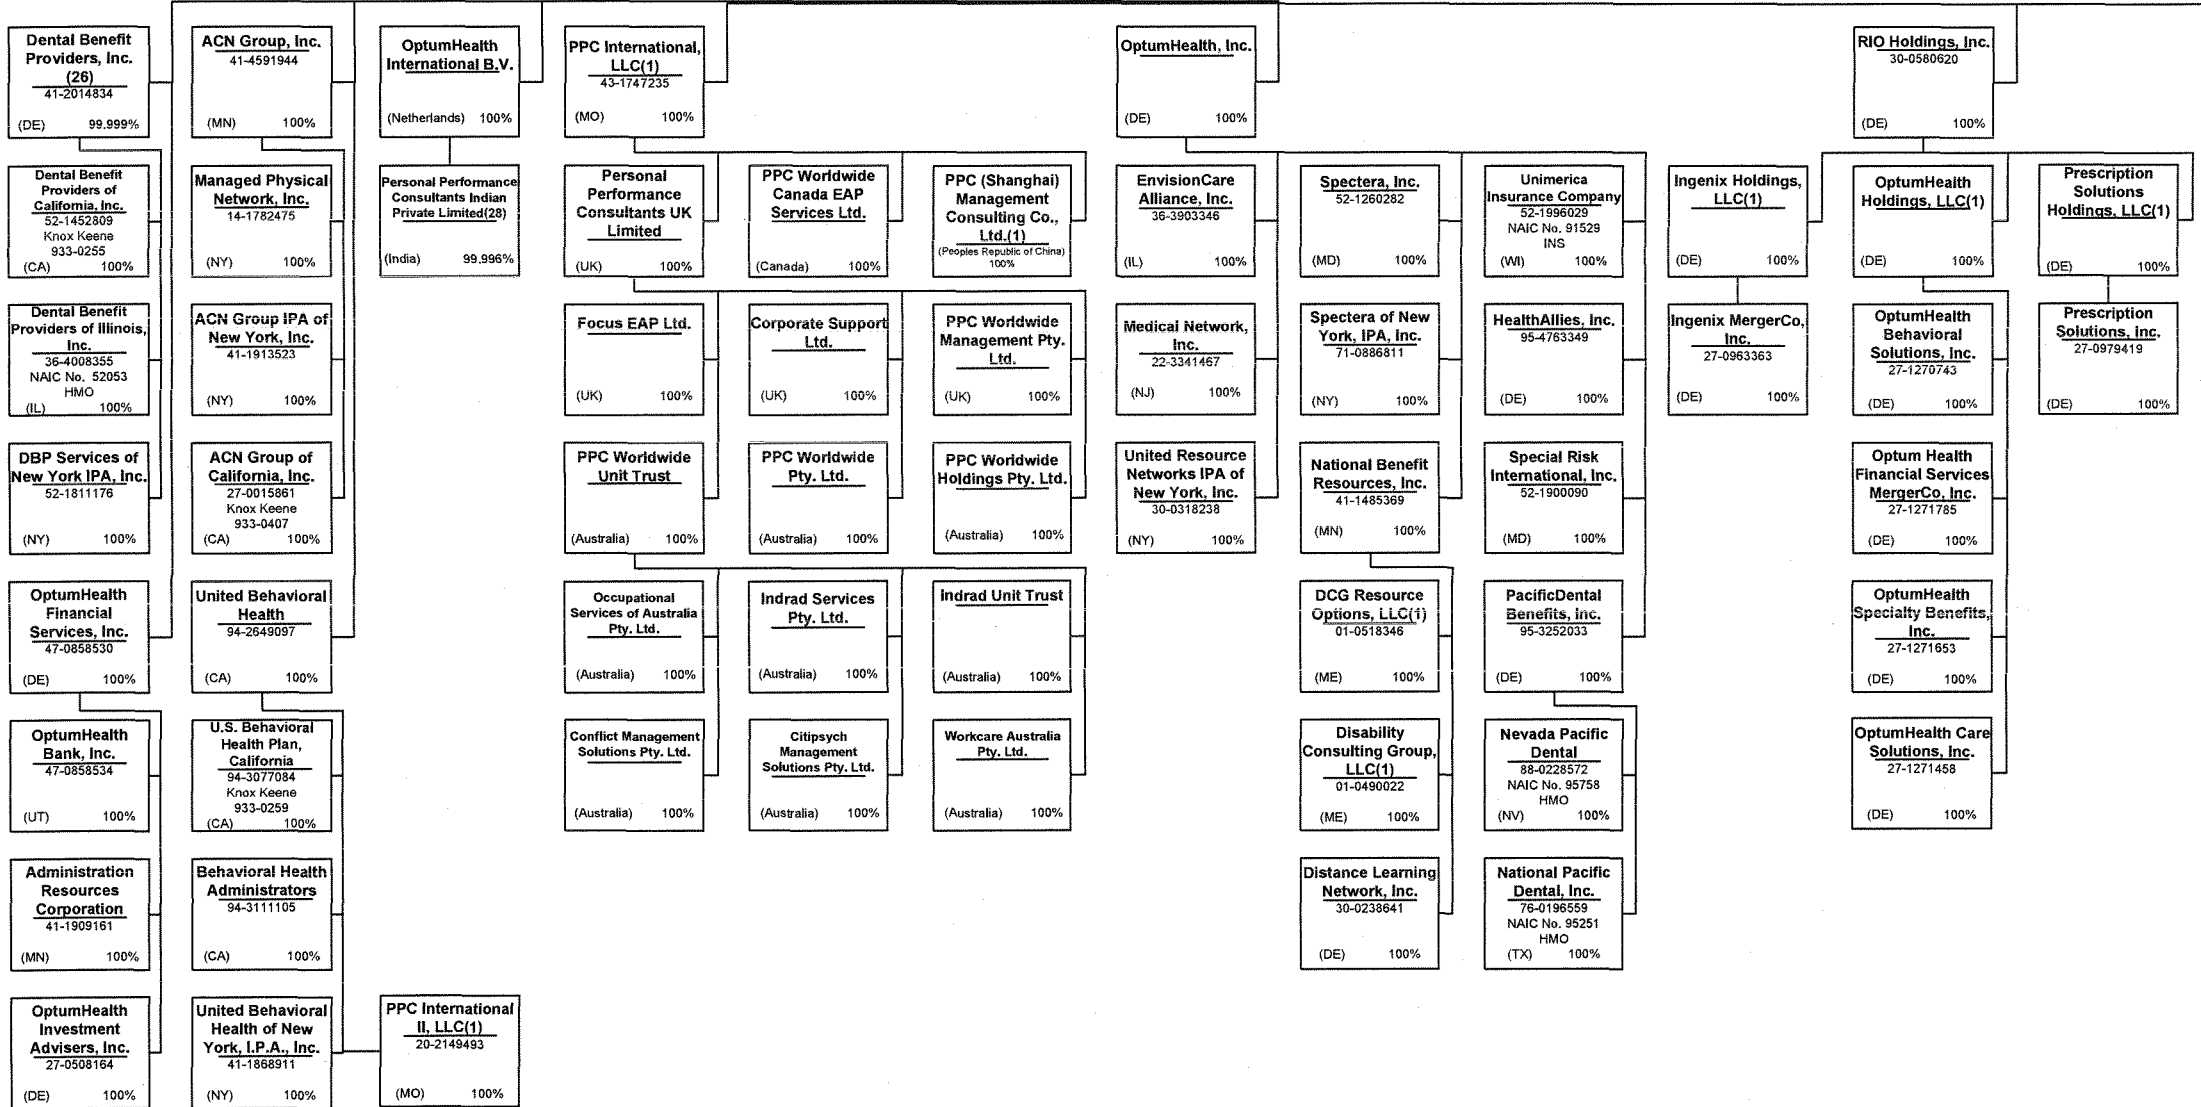 Dental Benefit
Providers, Inc.
(26)
41-2014834
(DE) 99.999%
Dental Benefit
Providers of
California, Inc.
52-1452809
Knox Keene
933-0255
(CA) 100%
Dental Benefit
Providers of Illinois,
Inc.
36-4008355
NAIC No. 52053
HMO
(IL) 100%
DBP Services of
New York IPA, Inc.
52-1811176
(NY) 100%
OptumHealth
Financial
Services, Inc.
47-0858530
(DE) 100%
OptumHealth
Bank, Inc.
47-0858534
(UT) 100%
Administration
Resources
Corporation
41-1909161
(MN) 100%
OptumHealth
Investment
Advisers, Inc.
27-0508164
(DE) 100%
ACN Group, Inc.
41-4591944
(MN) 100%
Managed Physical
Network, Inc.
14-1782475
(NY) 100%
ACN Group IPA of
New York, Inc.
41-1913523
(NY) 100%
ACN Group of
California, Inc.
27-0015861
Knox Keene
933-0407
(CA) 100%
United Behavioral
Health
94-2649097
(CA) 100%
U.S. Behavioral
Health Plan,
California
94-3077084
Knox Keene
933-0259
(CA) 100%
Behavioral Health
Administrators
94-3111105
(CA) 100%
United Behavioral
Health of New
York, I.P.A., Inc.
41-1868911
(NY) 100%
OptumHealth
International B.V.
(Netherlands) 100%
Personal Performance
Consultants Indian
Private Limited(28)
(India) 99.996%
PPC International
II, LLC(1)
20-2149493
(MO) 100%
PPC International,
LLC(1)
43-1747235
(MO) 100%
Personal
Performance
Consultants UK
Limited
(UK) 100%
PPC Worldwide
Canada EAP
Services Ltd.
(Canada) 100%
PPC (Shanghai)
Management
Consulting Co.,
Ltd.(1)
(Peoples Republic of China)
100%
Focus EAP Ltd.
(UK) 100%
Corporate Support
Ltd.
(UK) 100%
PPC Worldwide
Management Pty.
Ltd.
(UK) 100%
PPC Worldwide
Unit Trust
(Australia) 100%
PPC Worldwide
Pty. Ltd.
(Australia) 100%
PPC Worldwide
Holdings Pty. Ltd.
(Australia) 100%
Occupational
Services of Australia
Pty. Ltd.
(Australia) 100%
Indrad Services
Pty. Ltd.
(Australia) 100%
Indrad Unit Trust
(Australia) 100%
Conflict Management
Solutions Pty. Ltd.
(Australia) 100%
Citipsych
Management
Solutions Pty. Ltd.
(Australia) 100%
Workcare Australia
Pty. Ltd.
(Australia) 100%
OptumHealth, Inc.
(DE) 100%
EnvisionCare
Alliance, Inc.
36-3903346
(IL) 100%
Medical Network,
Inc.
22-3341467
(NJ) 100%
United Resource
Networks IPA of
New York, Inc.
30-0318238
(NY) 100%
Spectera, Inc.
52-1260282
(MD) 100%
Spectera of New
York, IPA, Inc.
71-0886811
(NY) 100%
National Benefit
Resources, Inc.
41-1485369
(MN) 100%
DCG Resource
Options, LLC(1)
01-0518346
(ME) 100%
Disability
Consulting Group,
LLC(1)
01-0490022
(ME) 100%
Distance Learning
Network, Inc.
30-0238641
(DE) 100%
Unimerica
Insurance Company
52-1996029
NAIC No. 91529
INS
(WI) 100%
HealthAllies, Inc.
95-4763349
(DE) 100%
Special Risk
International, Inc.
52-1900090
(MD) 100%
PacificDental
Benefits, Inc.
95-3252033
(DE) 100%
Nevada Pacific
Dental
88-0228572
NAIC No. 95758
HMO
(NV) 100%
National Pacific
Dental, Inc.
76-0196559
NAIC No. 95251
HMO
(TX) 100%
RIO Holdings, Inc.
30-0580620
(DE) 100%
Ingenix Holdings,
LLC(1)
(DE) 100%
Ingenix MergerCo,
Inc.
27-0963363
(DE) 100%
OptumHealth
Holdings, LLC(1)
(DE) 100%
OptumHealth
Behavioral
Solutions, Inc.
27-1270743
(DE) 100%
Optum Health
Financial Services
MergerCo, Inc.
27-1271785
(DE) 100%
OptumHealth
Specialty Benefits,
Inc.
27-1271653
(DE) 100%
OptumHealth Care
Solutions, Inc.
27-1271458
(DE) 100%
Prescription
Solutions
Holdings, LLC(1)
(DE) 100%
Prescription
Solutions, Inc.
27-0979419
(DE) 100%